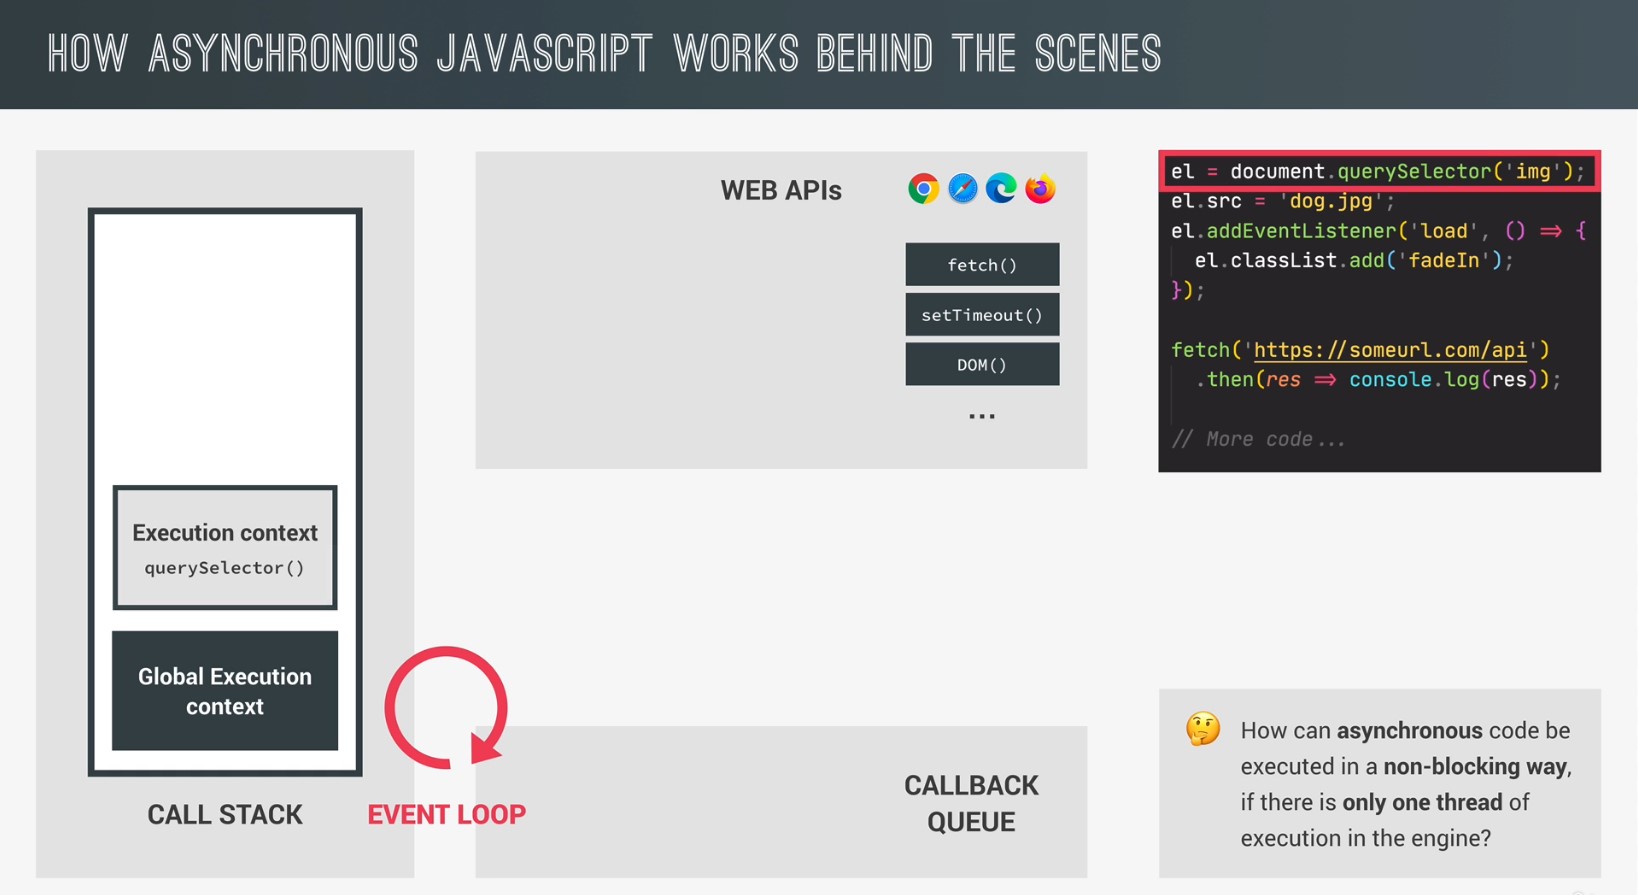 HOW ASYNCHRONOUS JAVASCRIPT WORKS BEHIND THE SCENES
Execution context
querySelector()
Global Execution
context
CALL STACK
EVENT LOOP
WEB APIs
fetch()
setTimeout()
DOM()
...
CALLBACK
QUEUE
el = document.querySelector('img');
el.src = 'dog.jpg';
el.addEventListener('load', () => {
el.classList.add('fadeIn');
});
fetch('https://someurl.com/api')
.then(res => console.log(res));
// More code...
How can asynchronous code be
executed in a non-blocking way,
if there is only one thread of
execution in the engine?